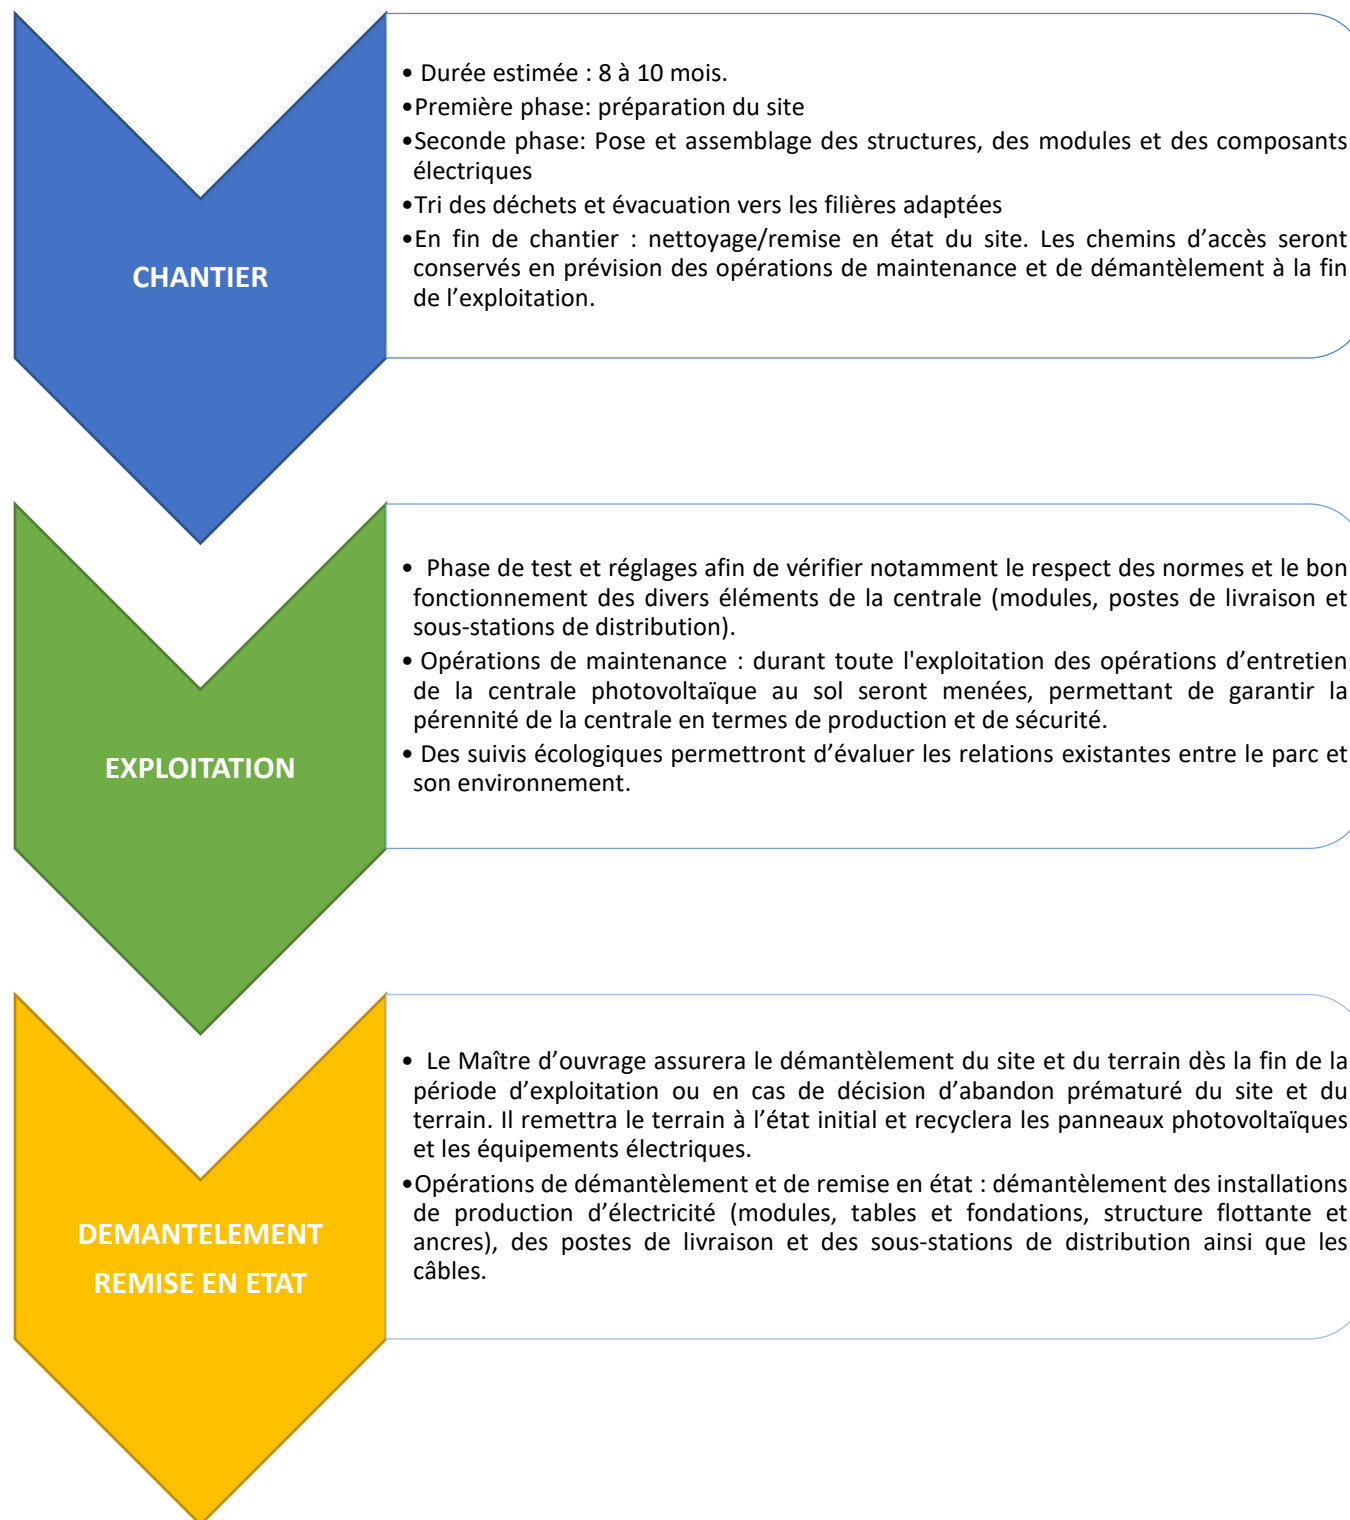 CHANTIER
• Durée estimée : 8 à 10 mois.
•Première phase: préparation du site
•Seconde phase: Pose et assemblage des structures, des modules et des composants
électriques
•Tri des déchets et évacuation vers les filières adaptées
•En fin de chantier : nettoyage/remise en état du site. Les chemins d’accès seront
conservés en prévision des opérations de maintenance et de démantèlement à la fin
de l’exploitation.
EXPLOITATION
• Phase de test et réglages afin de vérifier notamment le respect des normes et le bon
fonctionnement des divers éléments de la centrale (modules, postes de livraison et
sous-stations de distribution).
• Opérations de maintenance : durant toute l'exploitation des opérations d’entretien
de la centrale photovoltaïque au sol seront menées, permettant de garantir la
pérennité de la centrale en termes de production et de sécurité.
• Des suivis écologiques permettront d’évaluer les relations existantes entre le parc et
son environnement.
DEMANTELEMENT
REMISE EN ETAT
• Le Maître d’ouvrage assurera le démantèlement du site et du terrain dès la fin de la
période d’exploitation ou en cas de décision d’abandon prématuré du site et du
terrain. Il remettra le terrain à l’état initial et recyclera les panneaux photovoltaïques
et les équipements électriques.
•Opérations de démantèlement et de remise en état : démantèlement des installations
de production d’électricité (modules, tables et fondations, structure flottante et
ancres), des postes de livraison et des sous-stations de distribution ainsi que les
câbles.